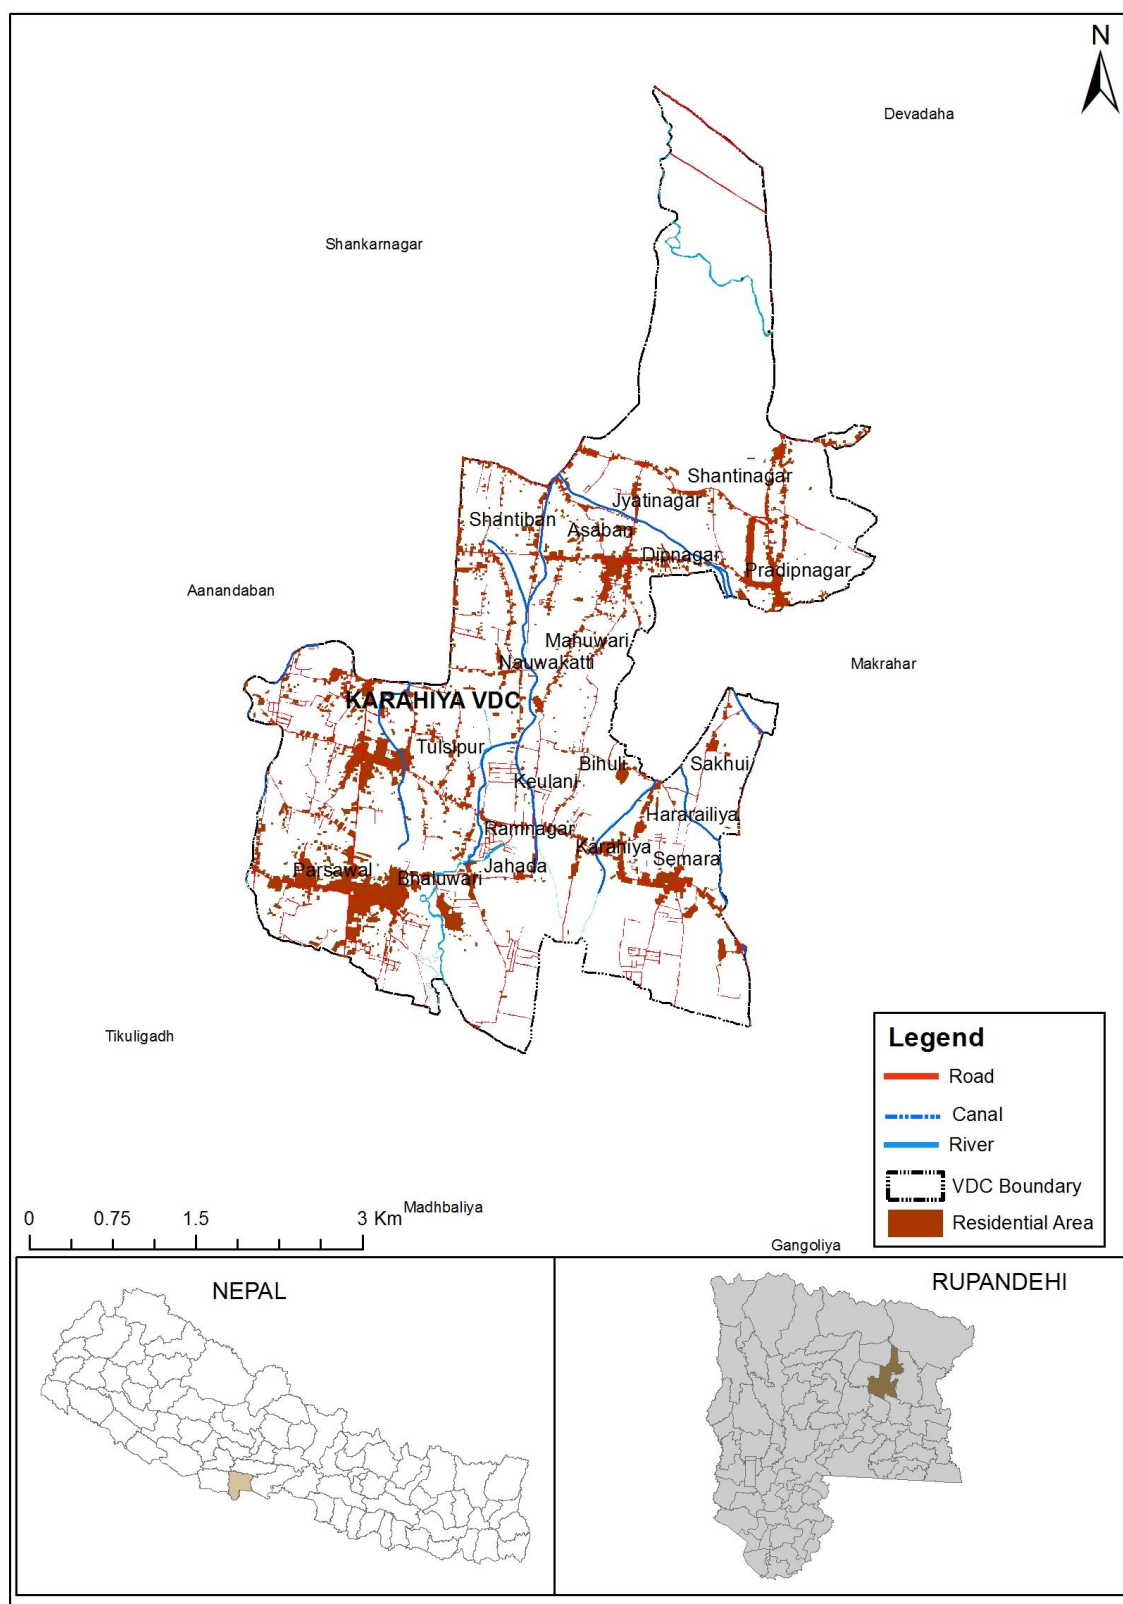 N
Devadaha
Shankarnagar
Shantinagar
Jyatinagar
Shantiban
Asaban
Dipnagar
Pradipnagar
Aanandaban
Mahuwari
Nauwakatti
Makrahar
KARAHIYA VDC
Tulsipur
Bihuli
Sakhui
Keulani
Hararailiya
Ramnagar
Karahiya
Semara
Jahada
Parsawal
Bhaluwari
Tikuligadh
Legend
Road
Canal
River
VDC Boundary
Residential Area
Madhbaliya
0 0.75 1.5 3 Km
Gangoliya
NEPAL
RUPANDEHI